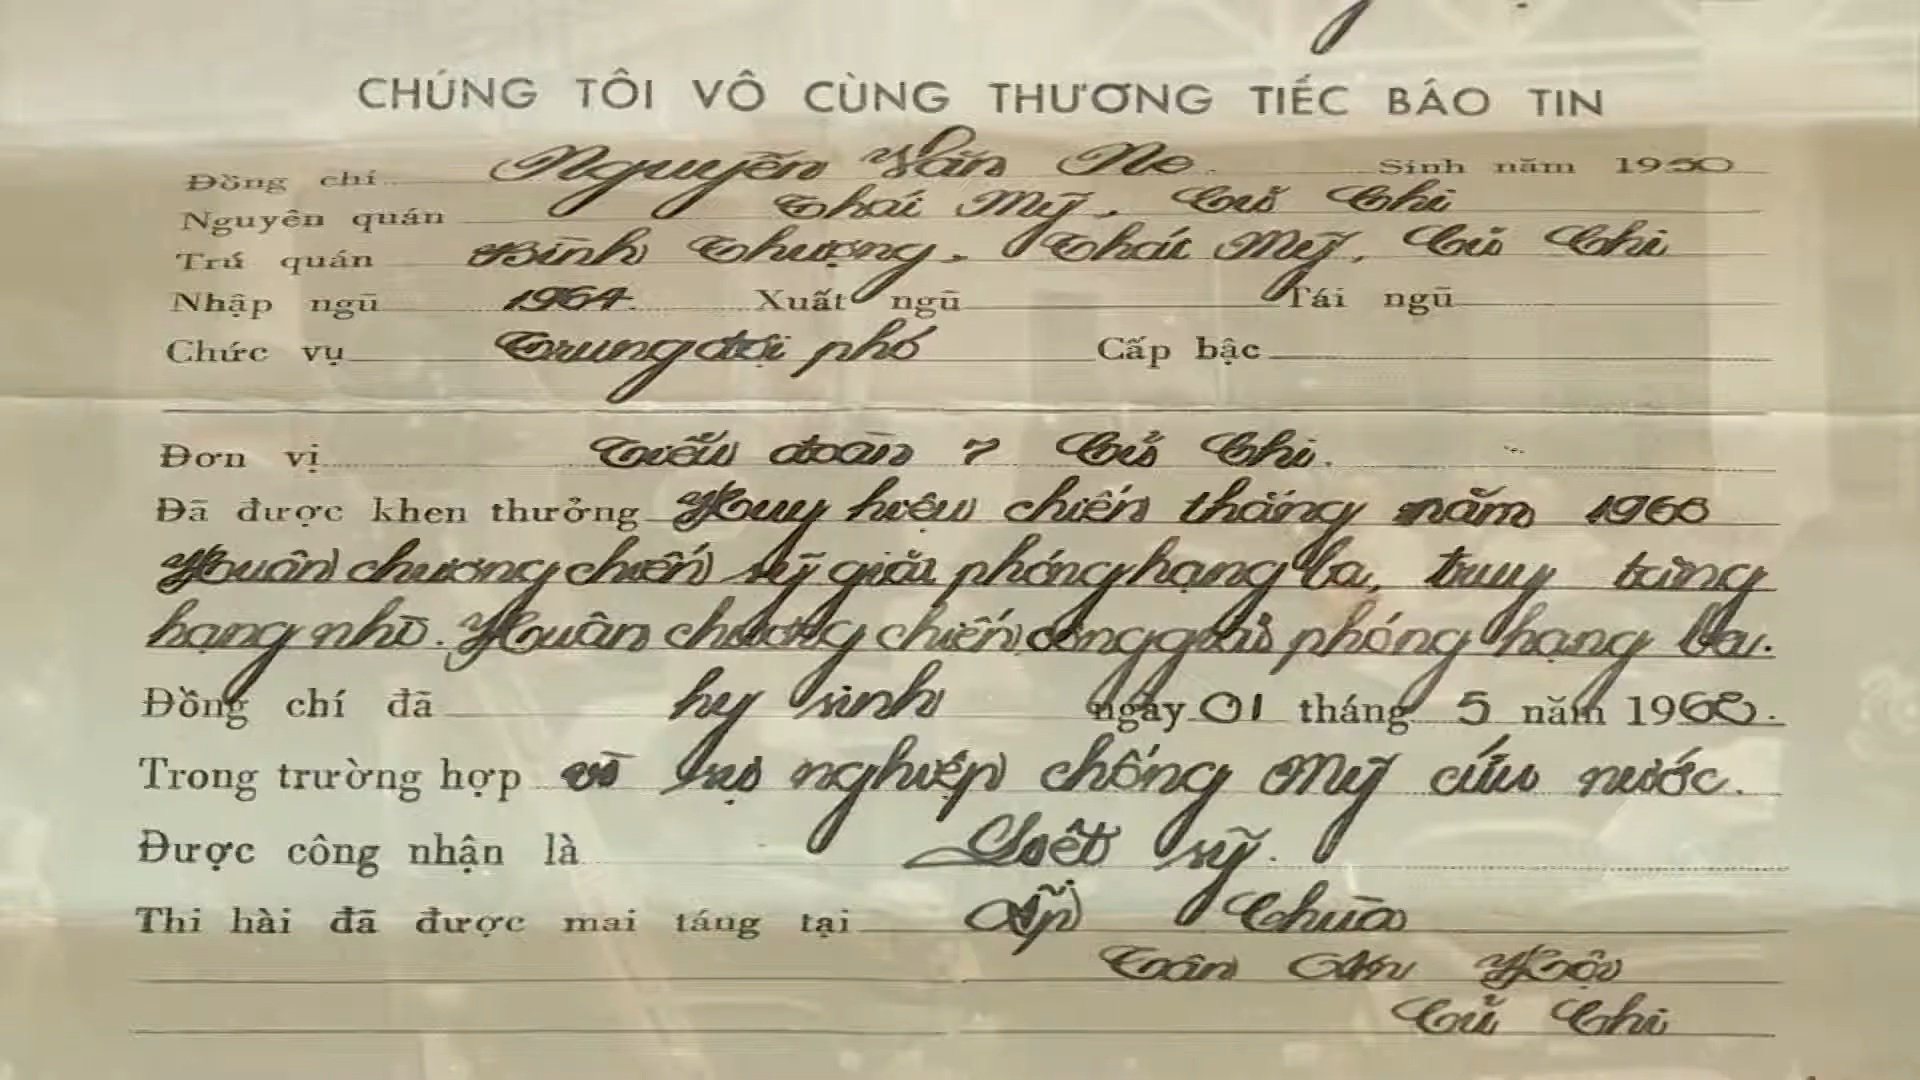 CHÚNG TÔI VÔ CÙNG THƯƠNG TIẾC BÁO TIN
Đồng chí Nguyễn Văn Ne Sinh năm 1950
Nguyên quán Thái Mỹ, Củ Chi
Trú quán Bình Thượng, Thái Mỹ, Củ Chi
Nhập ngũ 1964 Xuất ngũ Tái ngũ
Chức vụ Trung đội phó Cấp bậc
Đơn vị Tiểu đoàn 7 Củ Chi.
Đã được khen thưởng Huy hiệu chiến thắng năm 1968
Huân chương chiến sỹ giải phóng hạng ba, truy tặng
hạng nhì. Huân chương chiến công giải phóng hạng ba.
Đồng chí đã hy sinh ngày 01 tháng 5 năm 1968.
Trong trường hợp vì sự nghiệp chống Mỹ cứu nước.
Được công nhận là Liệt sỹ.
Thi hài đã được mai táng tại Chùa
Tân An Hội
Củ Chi